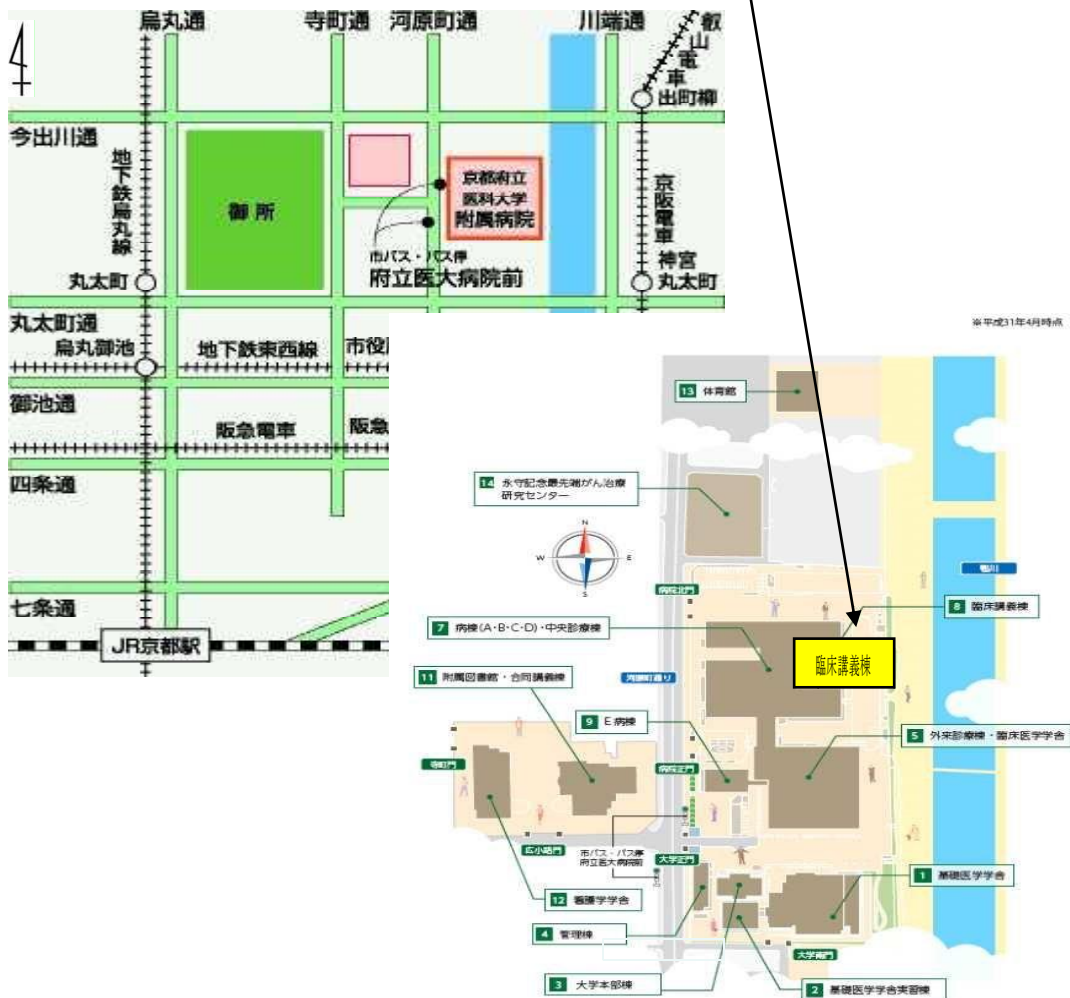 烏丸通
寺町通
河原町通
川端通
叡山電車
出町柳
今出川通
地下鉄烏丸線
御所
京都府立
医科大学
附属病院
京阪電車
市バス・バス停
府立医大病院前
神宮
丸太町
丸太町
丸太町通
烏丸御池
地下鉄東西線
市役
御池通
阪急電車
阪急
四条通
七条通
JR京都駅
※平成31年4月時点
13 体育館
14 永守記念最先端がん治療
研究センター
N
W
E
S
病院北門
鴨川
8 臨床講義棟
7 病棟(A・B・C・D)・中央診療棟
臨床講義棟
11 附属図書館・合同講義棟
河原町通り
9 E病棟
5 外来診療棟・臨床医学学舎
寺町門
病院正門
広小路門
市バス・バス停
府立医大病院前
大学正門
1 基礎医学学舎
12 看護学学舎
4 管理棟
大学南門
3 大学本部棟
2 基礎医学学舎実習棟